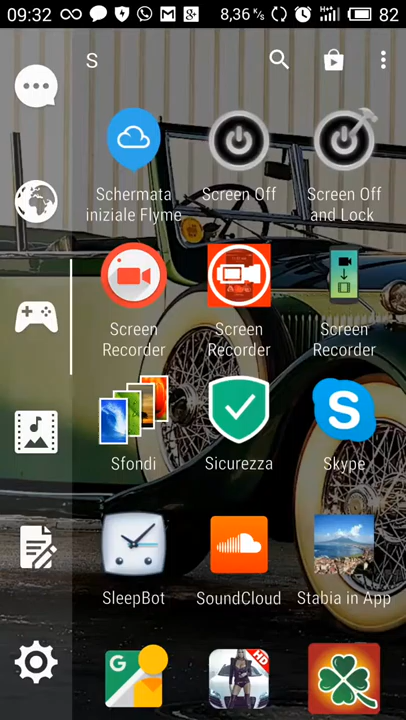 09:32
8,36 K/s
82
S
Schermata
iniziale Flyme
Screen Off
Screen Off
and Lock
Screen
Recorder
Screen
Recorder
Screen
Recorder
Sfondi
Sicurezza
S
Skype
SleepBot
SoundCloud
Stabia in App
G
HD